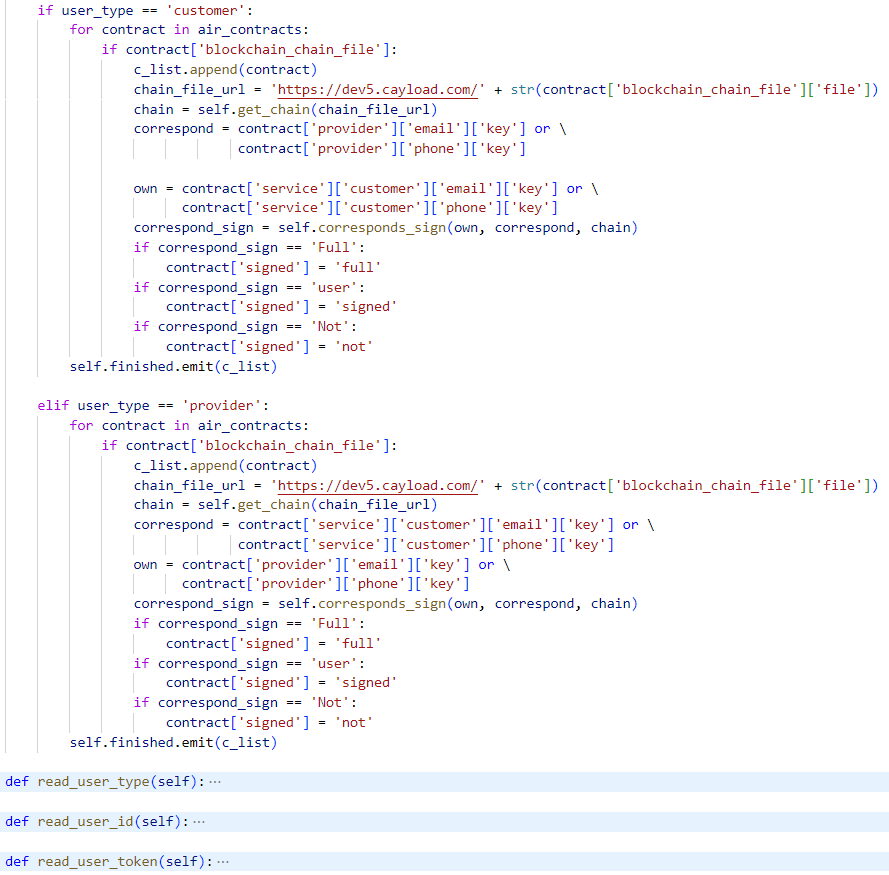 if user_type == 'customer':
    for contract in air_contracts:
        if contract['blockchain_chain_file']:
            c_list.append(contract)
            chain_file_url = 'https://dev5.cayload.com/' + str(contract['blockchain_chain_file']['file'])
            chain = self.get_chain(chain_file_url)
            correspond = contract['provider']['email']['key'] or \
                         contract['provider']['phone']['key']

            own = contract['service']['customer']['email']['key'] or \
                  contract['service']['customer']['phone']['key']
            correspond_sign = self.corresponds_sign(own, correspond, chain)
            if correspond_sign == 'Full':
                contract['signed'] = 'full'
            if correspond_sign == 'user':
                contract['signed'] = 'signed'
            if correspond_sign == 'Not':
                contract['signed'] = 'not'
    self.finished.emit(c_list)

elif user_type == 'provider':
    for contract in air_contracts:
        if contract['blockchain_chain_file']:
            c_list.append(contract)
            chain_file_url = 'https://dev5.cayload.com/' + str(contract['blockchain_chain_file']['file'])
            chain = self.get_chain(chain_file_url)
            correspond = contract['service']['customer']['email']['key'] or \
                         contract['service']['customer']['phone']['key']
            own = contract['provider']['email']['key'] or \
                  contract['provider']['phone']['key']
            correspond_sign = self.corresponds_sign(own, correspond, chain)
            if correspond_sign == 'Full':
                contract['signed'] = 'full'
            if correspond_sign == 'user':
                contract['signed'] = 'signed'
            if correspond_sign == 'Not':
                contract['signed'] = 'not'
    self.finished.emit(c_list)

def read_user_type(self): ···

def read_user_id(self): ···

def read_user_token(self): ···